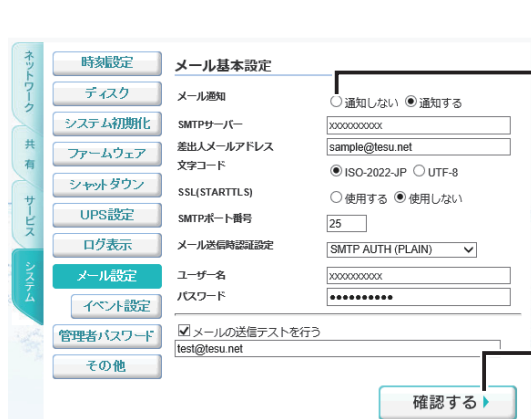 ネットワーク
共有
サービス
システム
時刻設定
ディスク
システム初期化
ファームウェア
シャットダウン
UPS設定
ログ表示
メール設定
イベント設定
管理者パスワード
その他
メール基本設定
メール通知
通知しない 通知する
SMTPサーバー
xxxxxxxxxx
差出人メールアドレス
sample@tesu.net
文字コード
ISO-2022-JP UTF-8
SSL(STARTTLS)
使用する 使用しない
SMTPポート番号
25
メール送信時認証設定
SMTP AUTH (PLAIN)
ユーザー名
xxxxxxxxxx
パスワード
●●●●●●●●●●
メールの送信テストを行う
test@tesu.net
確認する